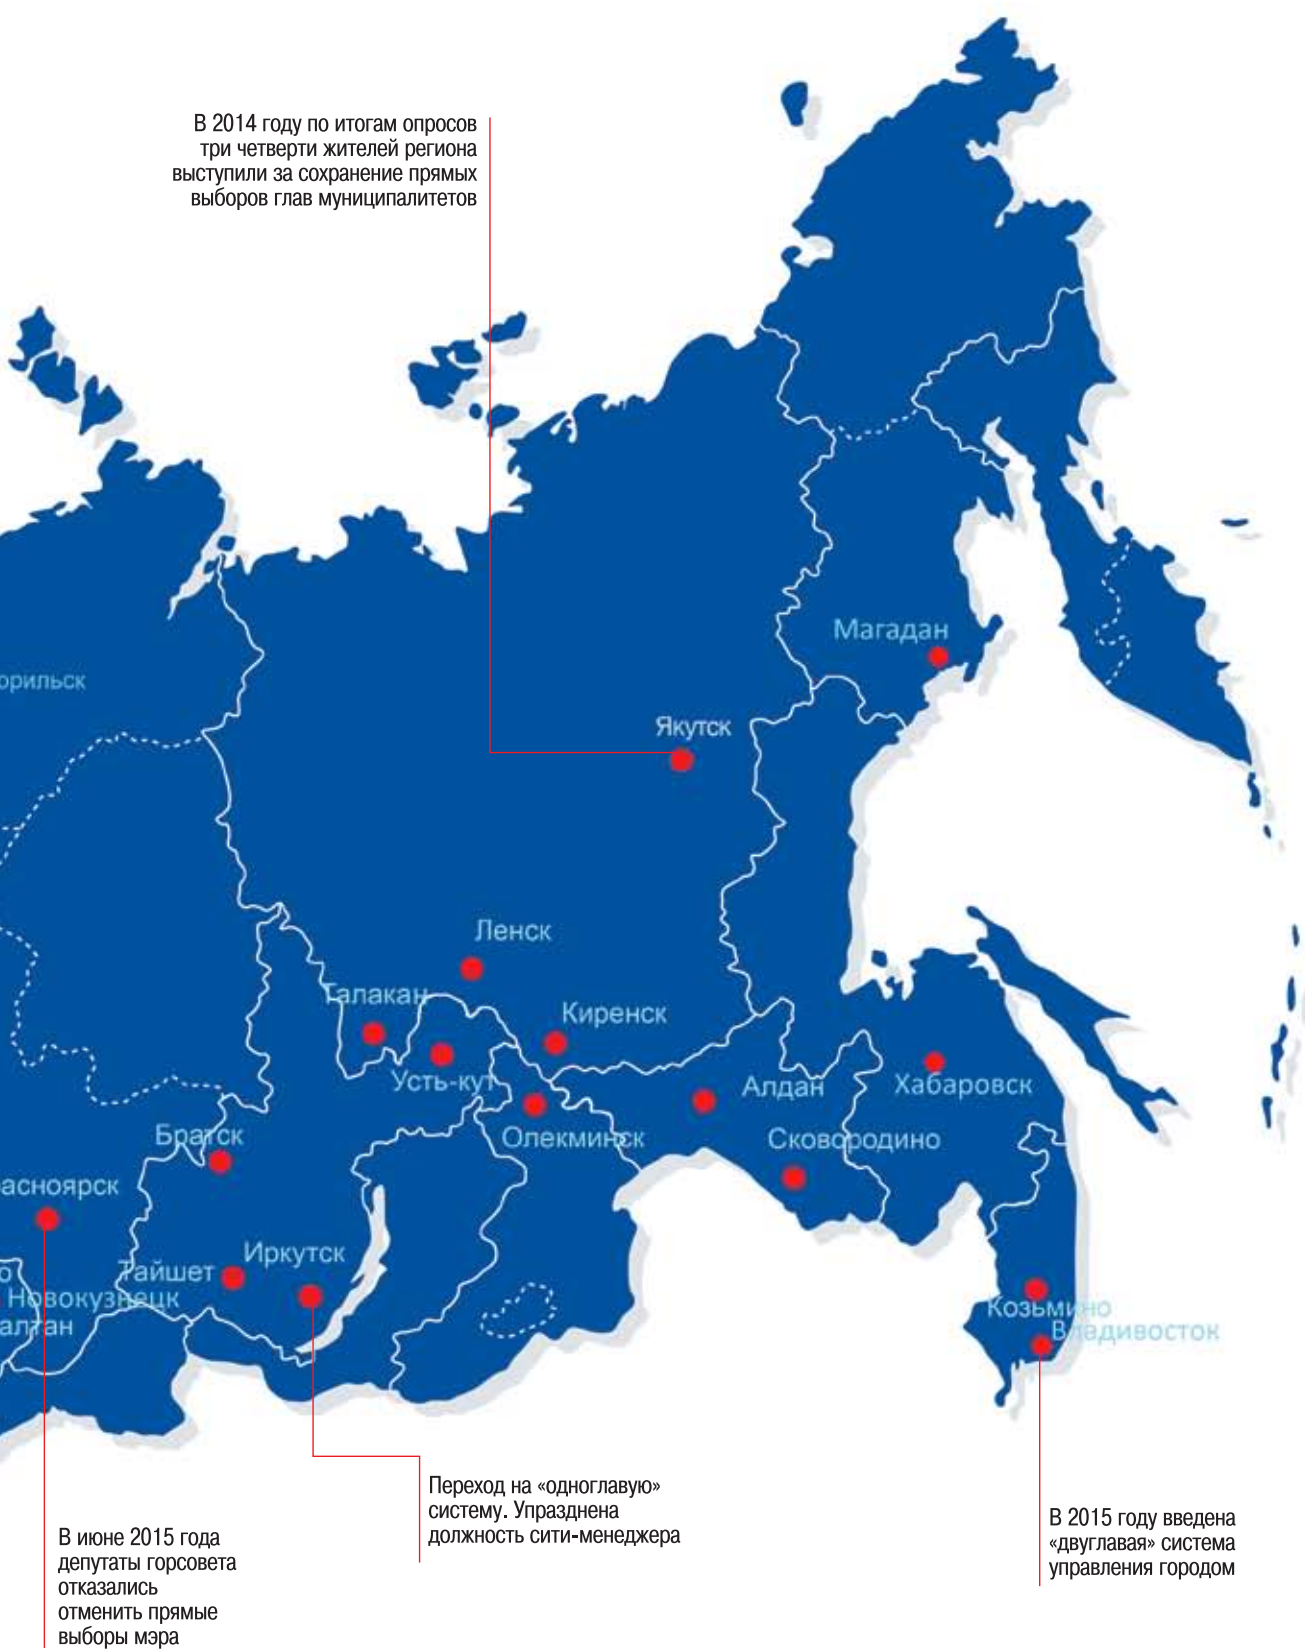 В 2014 году по итогам опросов
три четверти жителей региона
выступили за сохранение прямых
выборов глав муниципалитетов
Магадан
орильск
Якутск
Ленск
Талакан
Киренск
Усть-кут
Алдан
Хабаровск
Олекминск
Сковородино
Братск
асноярск
Иркутск
Тайшет
Новокузнецк
алтан
Козьмино
Владивосток
Переход на «одноглавую»
систему. Упразднена
должность сити-менеджера
В 2015 году введена
«двуглавая» система
управления городом
В июне 2015 года
депутаты горсовета
отказались
отменить прямые
выборы мэра